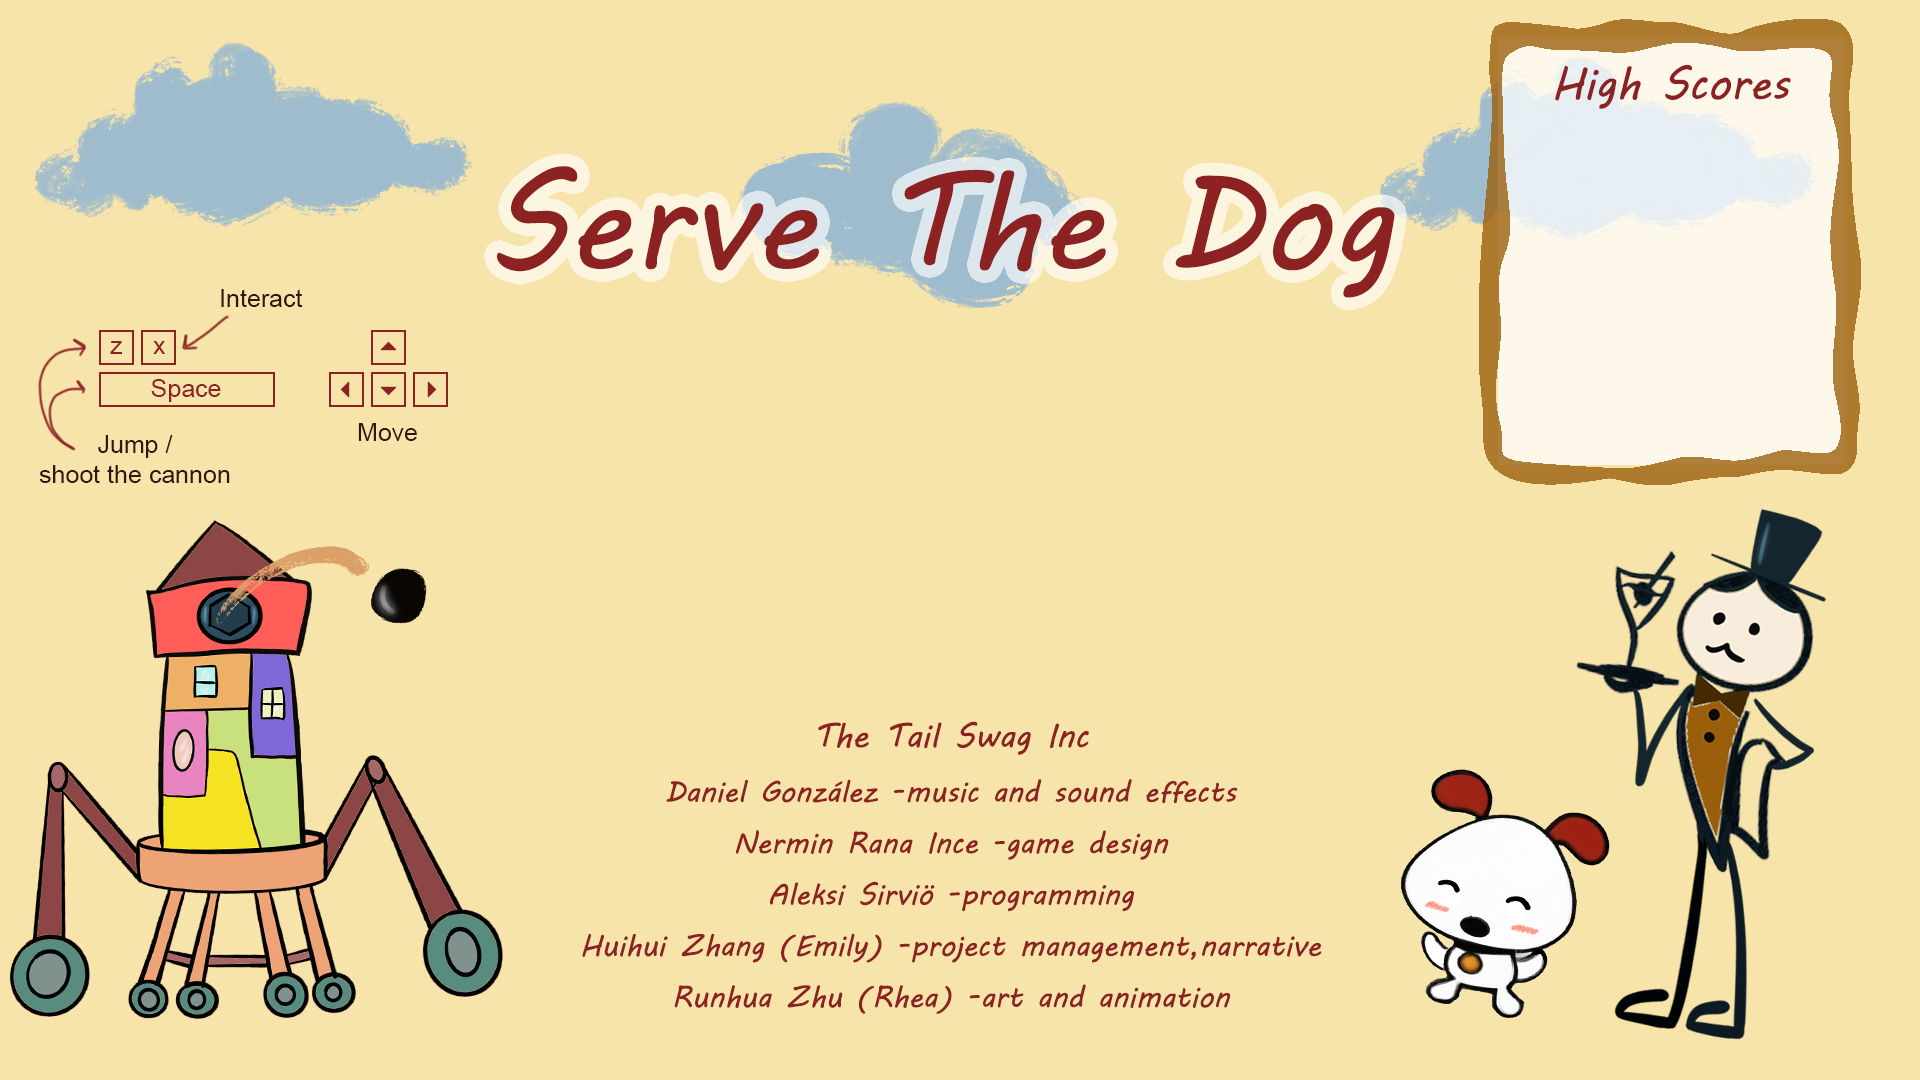 High Scores
Serve The Dog
Interact
z x
Space
Move
Jump /
shoot the cannon
The Tail Swag Inc
Daniel González -music and sound effects
Nermin Rana Ince -game design
Aleksi Sirviö -programming
Huihui Zhang (Emily) -project management,narrative
Runhua Zhu (Rhea) -art and animation